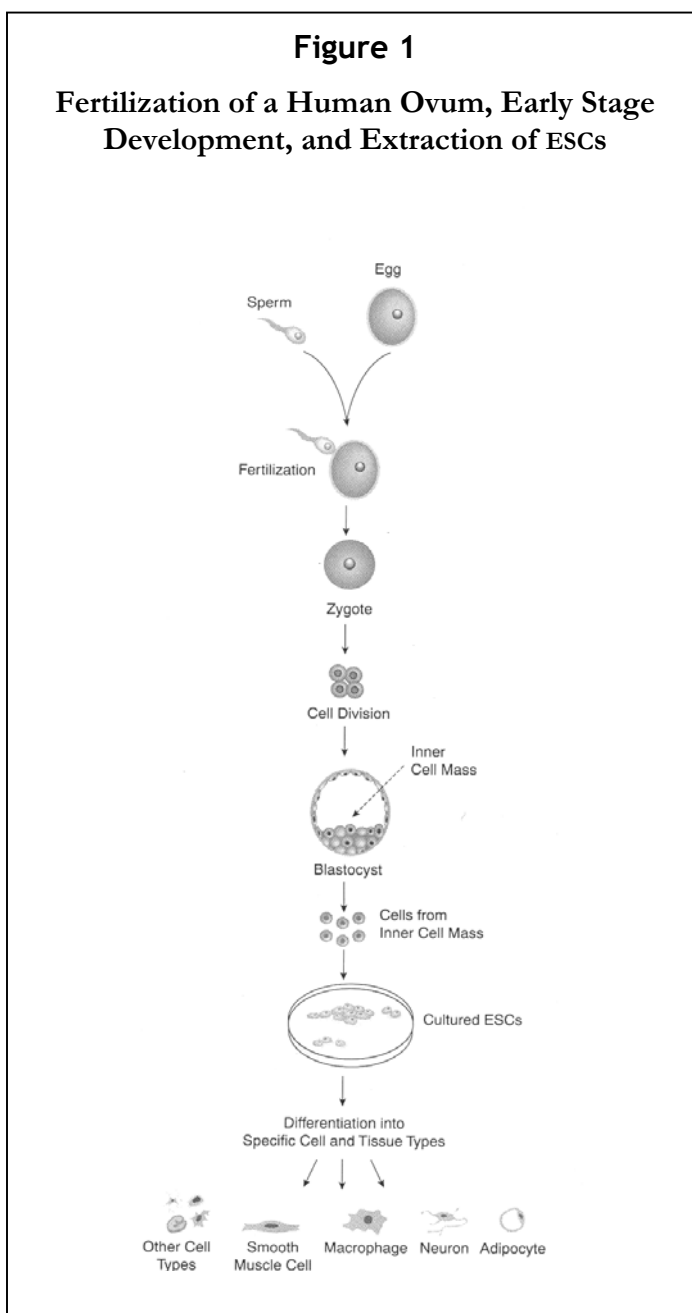 Figure 1
Fertilization of a Human Ovum, Early Stage
Development, and Extraction of ESCs
Egg
Sperm
Fertilization
Zygote
Cell Division
Inner
Cell Mass
Blastocyst
Cells from
Inner Cell Mass
Cultured ESCs
Differentiation into
Specific Cell and Tissue Types
Other Cell
Types
Smooth
Muscle Cell
Macrophage
Neuron
Adipocyte